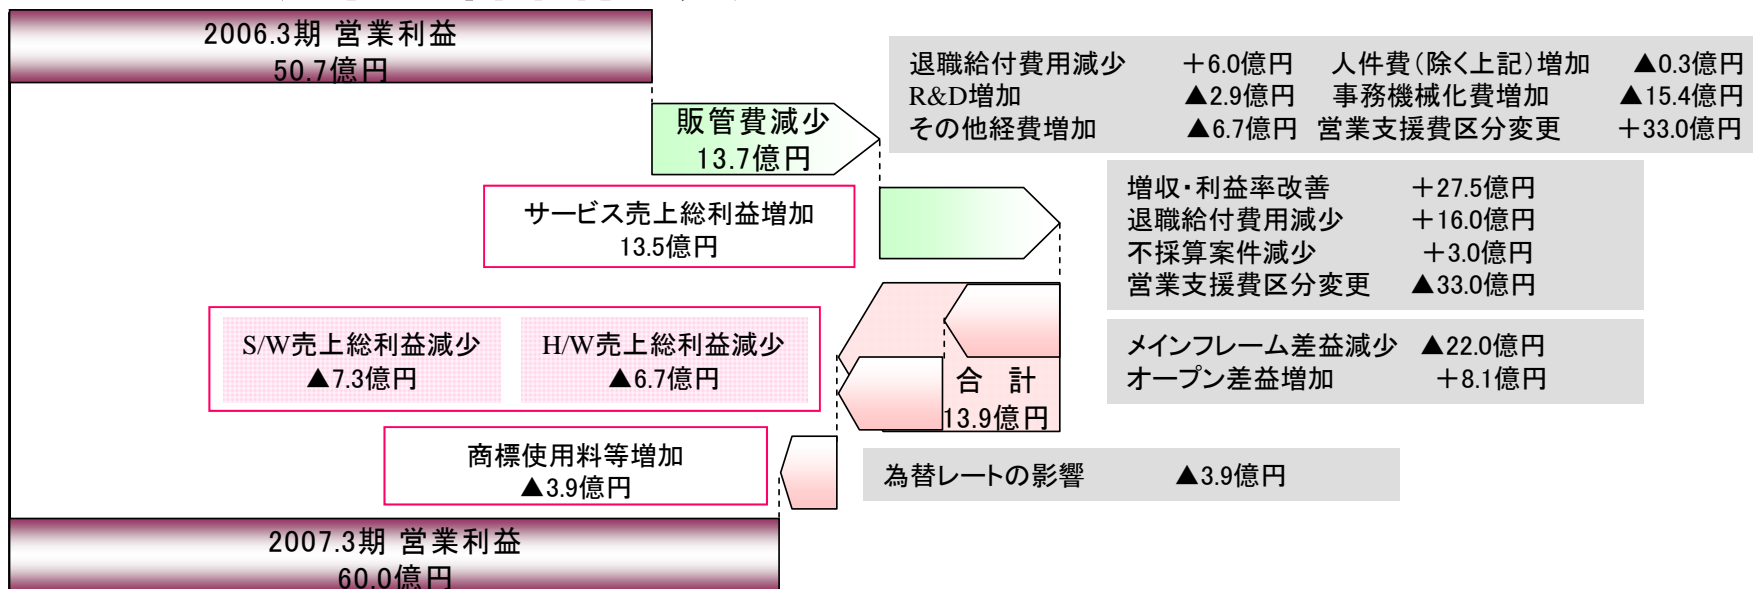 2006.3期 営業利益
50.7億円
退職給付費用減少 +6.0億円 人件費(除く上記)増加 ▲0.3億円
R&D増加 ▲2.9億円 事務機械化費増加 ▲15.4億円
その他経費増加 ▲6.7億円 営業支援費区分変更 +33.0億円
販管費減少
13.7億円
サービス売上総利益増加
13.5億円
増収・利益率改善 +27.5億円
退職給付費用減少 +16.0億円
不採算案件減少 +3.0億円
営業支援費区分変更 ▲33.0億円
S/W売上総利益減少
▲7.3億円
H/W売上総利益減少
▲6.7億円
合 計
13.9億円
メインフレーム差益減少 ▲22.0億円
オープン差益増加 +8.1億円
商標使用料等増加
▲3.9億円
為替レートの影響 ▲3.9億円
2007.3期 営業利益
60.0億円